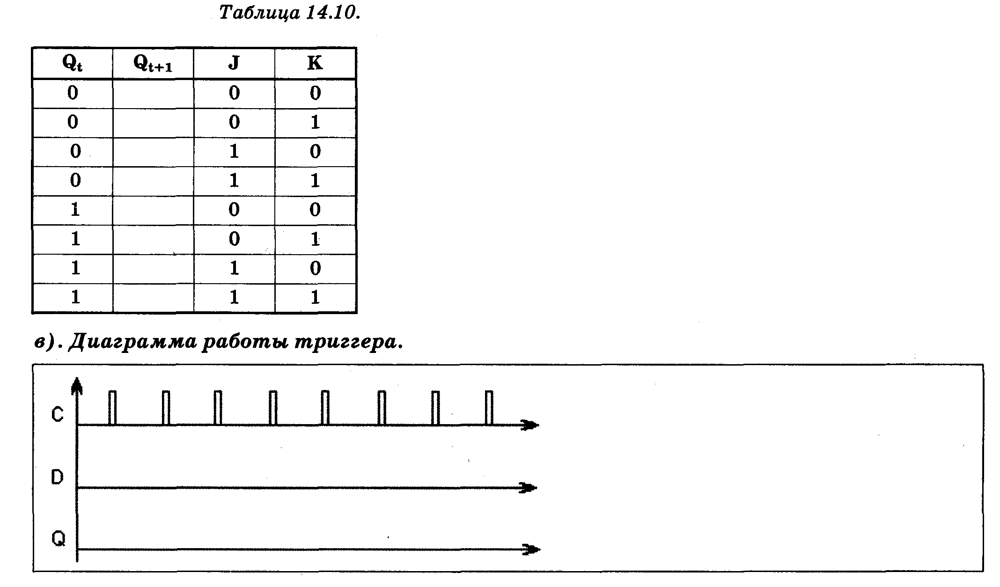 Таблица 14.10.
Qt Qt+1 J K
0 0 0
0 0 1
0 1 0
0 1 1
1 0 0
1 0 1
1 1 0
1 1 1
в). Диаграмма работы триггера.
C
D
Q